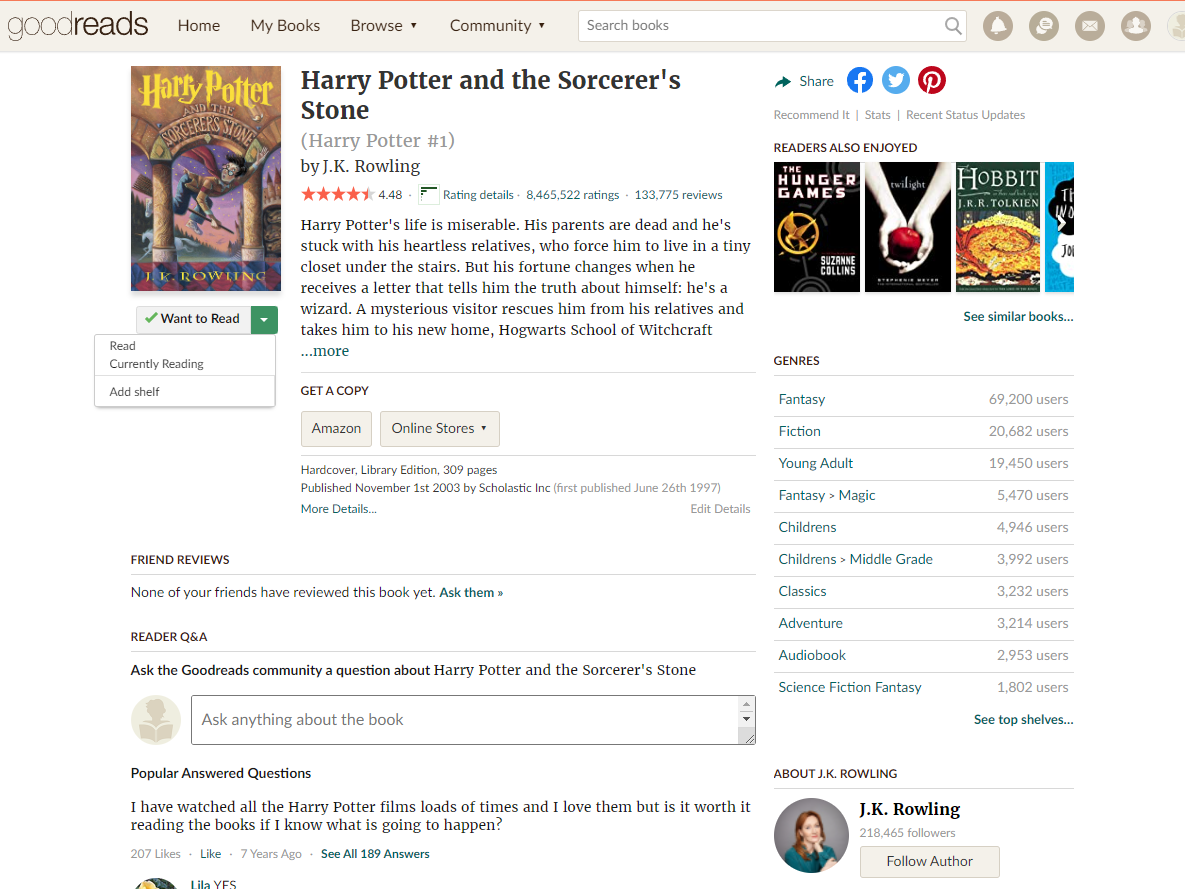 goodreads Home My Books Browse ▼ Community ▼ Search books
HARRY POTTER
AND THE
SORCERER'S STONE
J.K. ROWLING
Want to Read
Read
Currently Reading
Add shelf
Harry Potter and the Sorcerer's
Stone
(Harry Potter #1)
by J.K. Rowling
4.48 · Rating details · 8,465,522 ratings · 133,775 reviews
Harry Potter's life is miserable. His parents are dead and he's
stuck with his heartless relatives, who force him to live in a tiny
closet under the stairs. But his fortune changes when he
receives a letter that tells him the truth about himself: he's a
wizard. A mysterious visitor rescues him from his relatives and
takes him to his new home, Hogwarts School of Witchcraft
...more
GET A COPY
Amazon Online Stores ▼
Hardcover, Library Edition, 309 pages
Published November 1st 2003 by Scholastic Inc (first published June 26th 1997)
More Details... Edit Details
FRIEND REVIEWS
None of your friends have reviewed this book yet. Ask them »
READER Q&A
Ask the Goodreads community a question about Harry Potter and the Sorcerer's Stone
Ask anything about the book
Popular Answered Questions
I have watched all the Harry Potter films loads of times and I love them but is it worth it
reading the books if I know what is going to happen?
207 Likes · Like · 7 Years Ago · See All 189 Answers
Lila YES
Share
Recommend It | Stats | Recent Status Updates
READERS ALSO ENJOYED
THE
HUNGER
GAMES
SUZANNE
COLLINS
twilight
STEPHENIE MEYER
HOBBIT
J.R.R. TOLKIEN
See similar books…
GENRES
Fantasy 69,200 users
Fiction 20,682 users
Young Adult 19,450 users
Fantasy > Magic 5,470 users
Childrens 4,946 users
Childrens > Middle Grade 3,992 users
Classics 3,232 users
Adventure 3,214 users
Audiobook 2,953 users
Science Fiction Fantasy 1,802 users
See top shelves…
ABOUT J.K. ROWLING
J.K. Rowling
218,465 followers
Follow Author